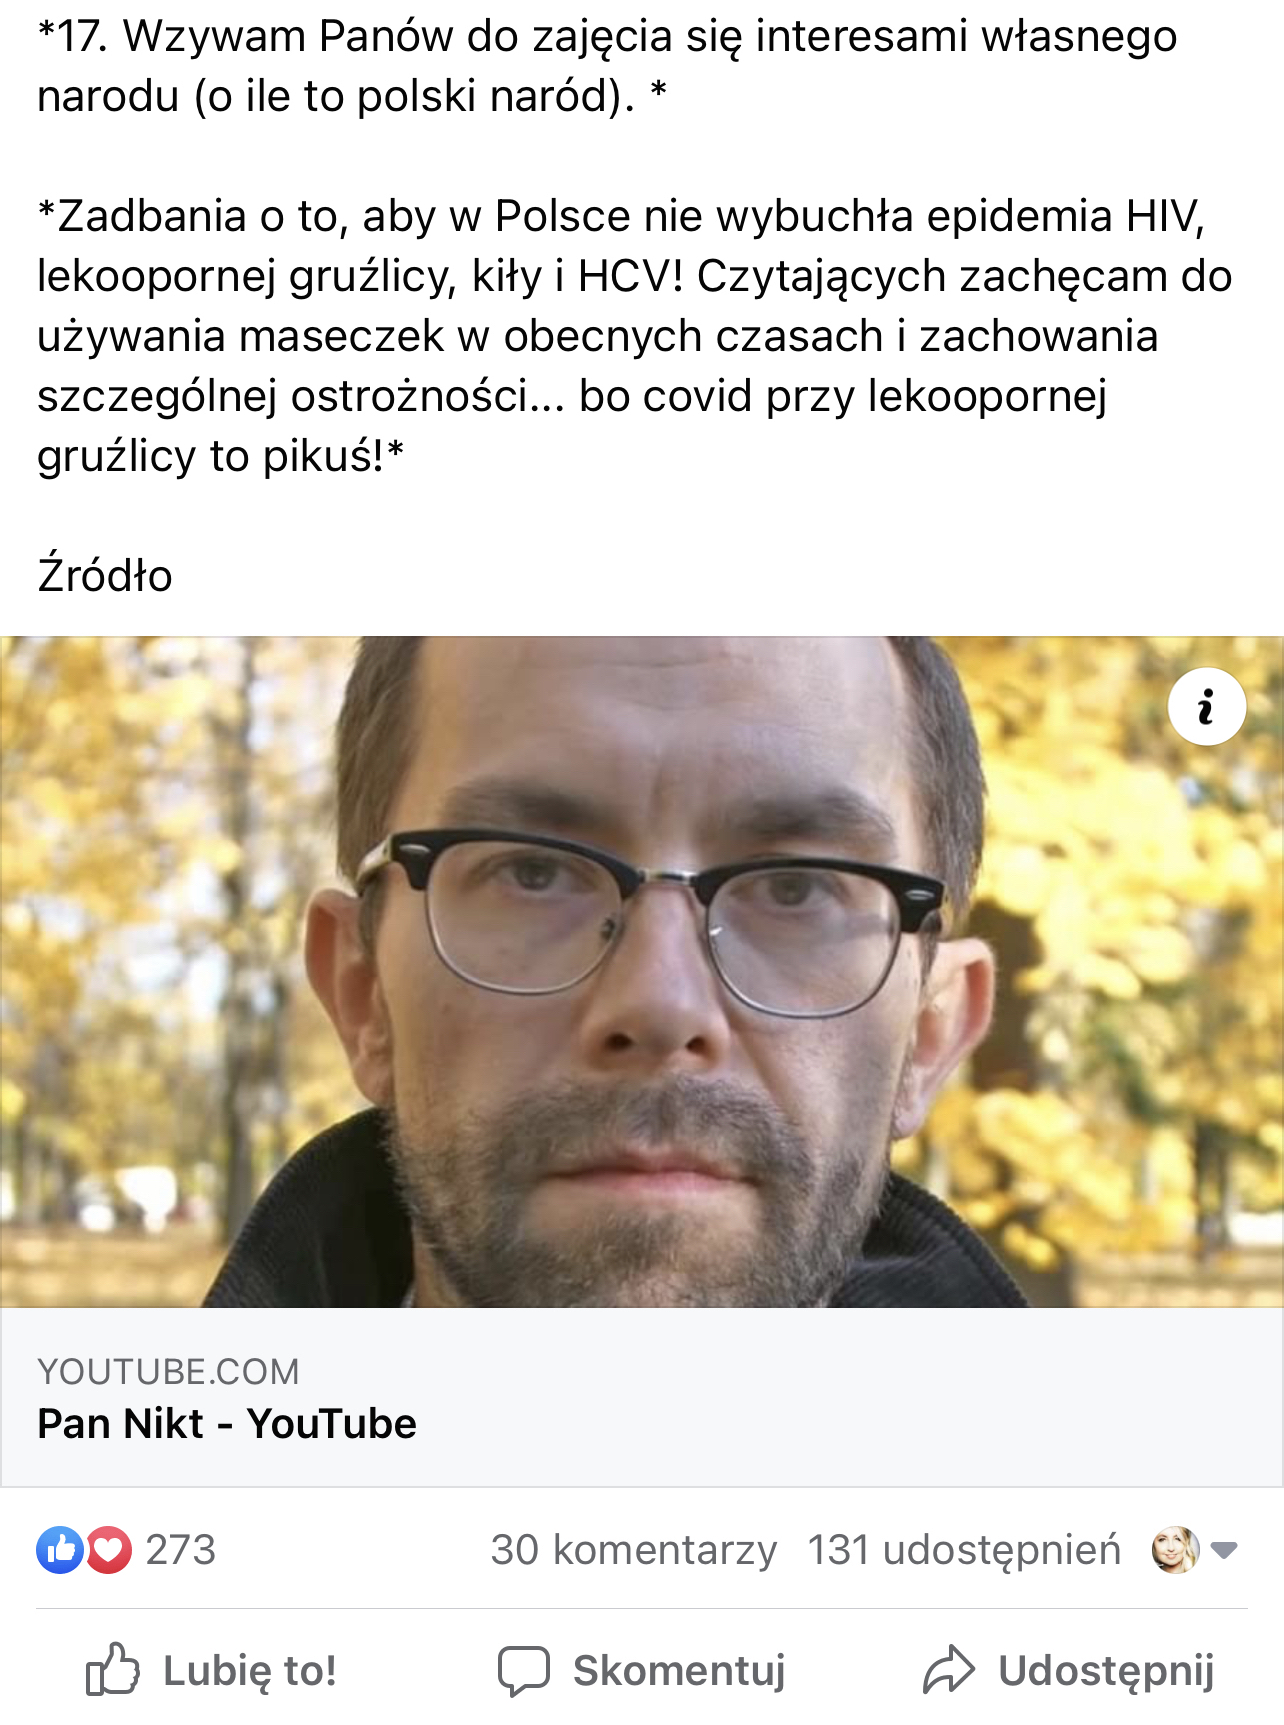 *17. Wzywam Panów do zajęcia się interesami własnego
narodu (o ile to polski naród). *
*Zadbania o to, aby w Polsce nie wybuchła epidemia HIV,
lekoopornej gruźlicy, kiły i HCV! Czytających zachęcam do
używania maseczek w obecnych czasach i zachowania
szczególnej ostrożności... bo covid przy lekoopornej
gruźlicy to pikuś!*
Źródło
i
YOUTUBE.COM
Pan Nikt - YouTube
273 30 komentarzy 131 udostępnień
Lubię to! Skomentuj Udostępnij